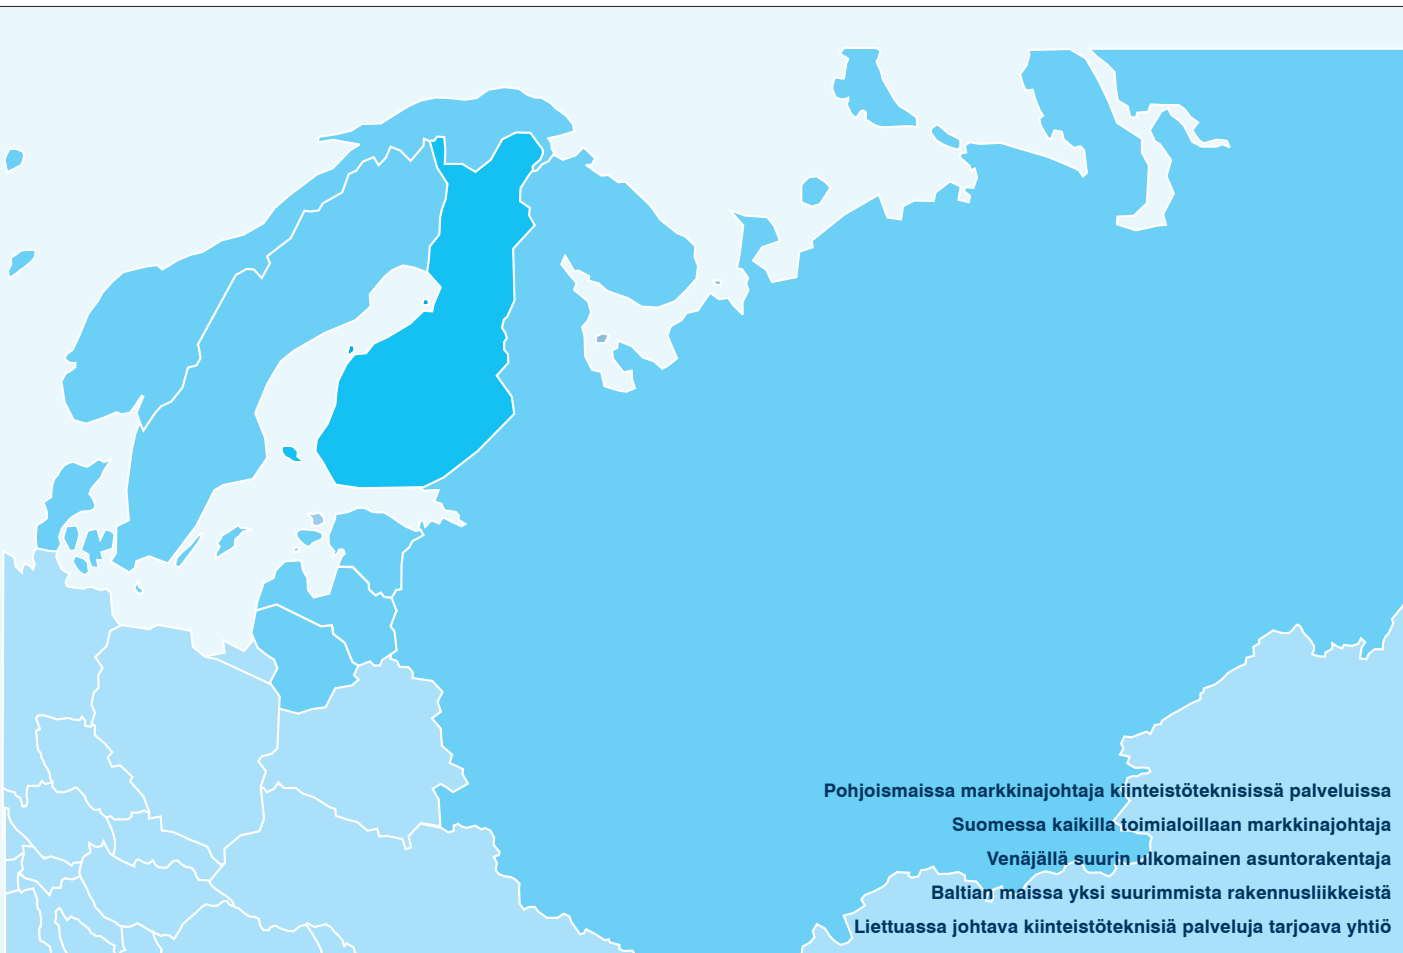 Pohjoismaissa markkinajohtaja kiinteistöteknisissä palveluissa
Suomessa kaikilla toimialoillaan markkinajohtaja
Venäjällä suurin ulkomainen asuntorakentaja
Baltian maissa yksi suurimmista rakennusliikkeistä
Liettuassa johtava kiinteistöteknisiä palveluja tarjoava yhtiö